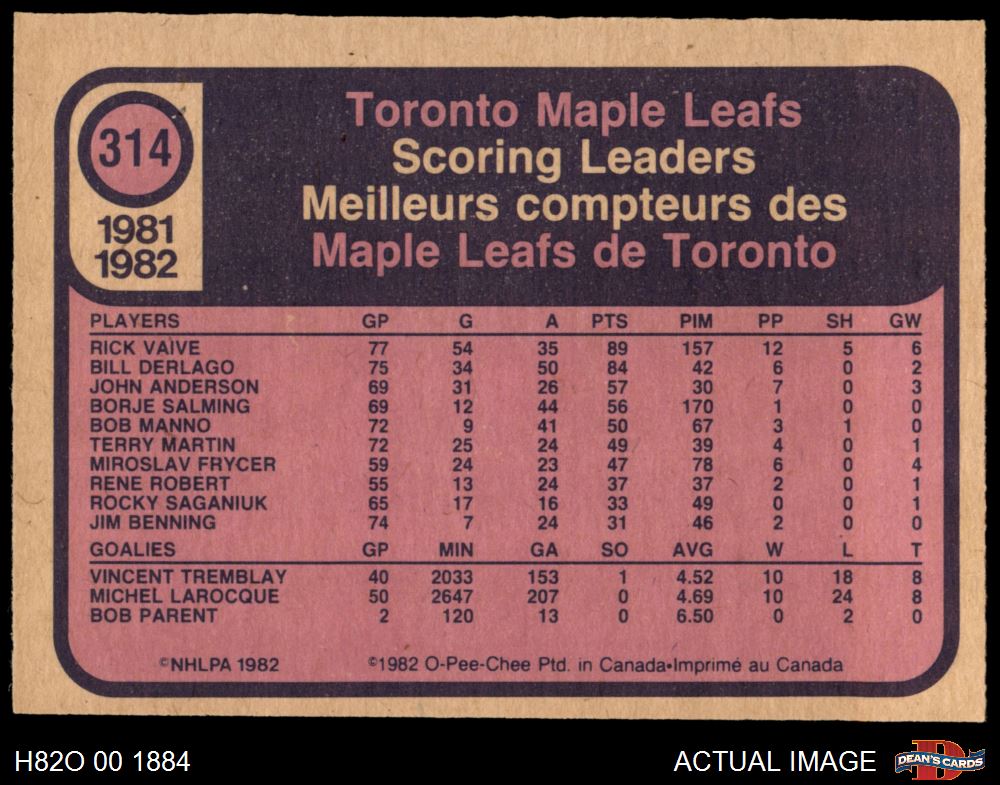 314
1981
1982
Toronto Maple Leafs
Scoring Leaders
Meilleurs compteurs des
Maple Leafs de Toronto
PLAYERS GP G A PTS PIM PP SH GW
RICK VAIVE 77 54 35 89 157 12 5 6
BILL DERLAGO 75 34 50 84 42 6 0 2
JOHN ANDERSON 69 31 26 57 30 7 0 3
BORJE SALMING 69 12 44 56 170 1 0 0
BOB MANNO 72 9 41 50 67 3 1 0
TERRY MARTIN 72 25 24 49 39 4 0 1
MIROSLAV FRYCER 59 24 23 47 78 6 0 4
RENE ROBERT 55 13 24 37 37 2 0 1
ROCKY SAGANIUK 65 17 16 33 49 0 0 1
JIM BENNING 74 7 24 31 46 2 0 0
GOALIES GP MIN GA SO AVG W L T
VINCENT TREMBLAY 40 2033 153 1 4.52 10 18 8
MICHEL LAROCQUE 50 2647 207 0 4.69 10 24 8
BOB PARENT 2 120 13 0 6.50 0 2 0
©NHLPA 1982 ©1982 O-Pee-Chee Ptd. in Canada•Imprimé au Canada
H82O 00 1884 ACTUAL IMAGE D DEAN'S CARDS